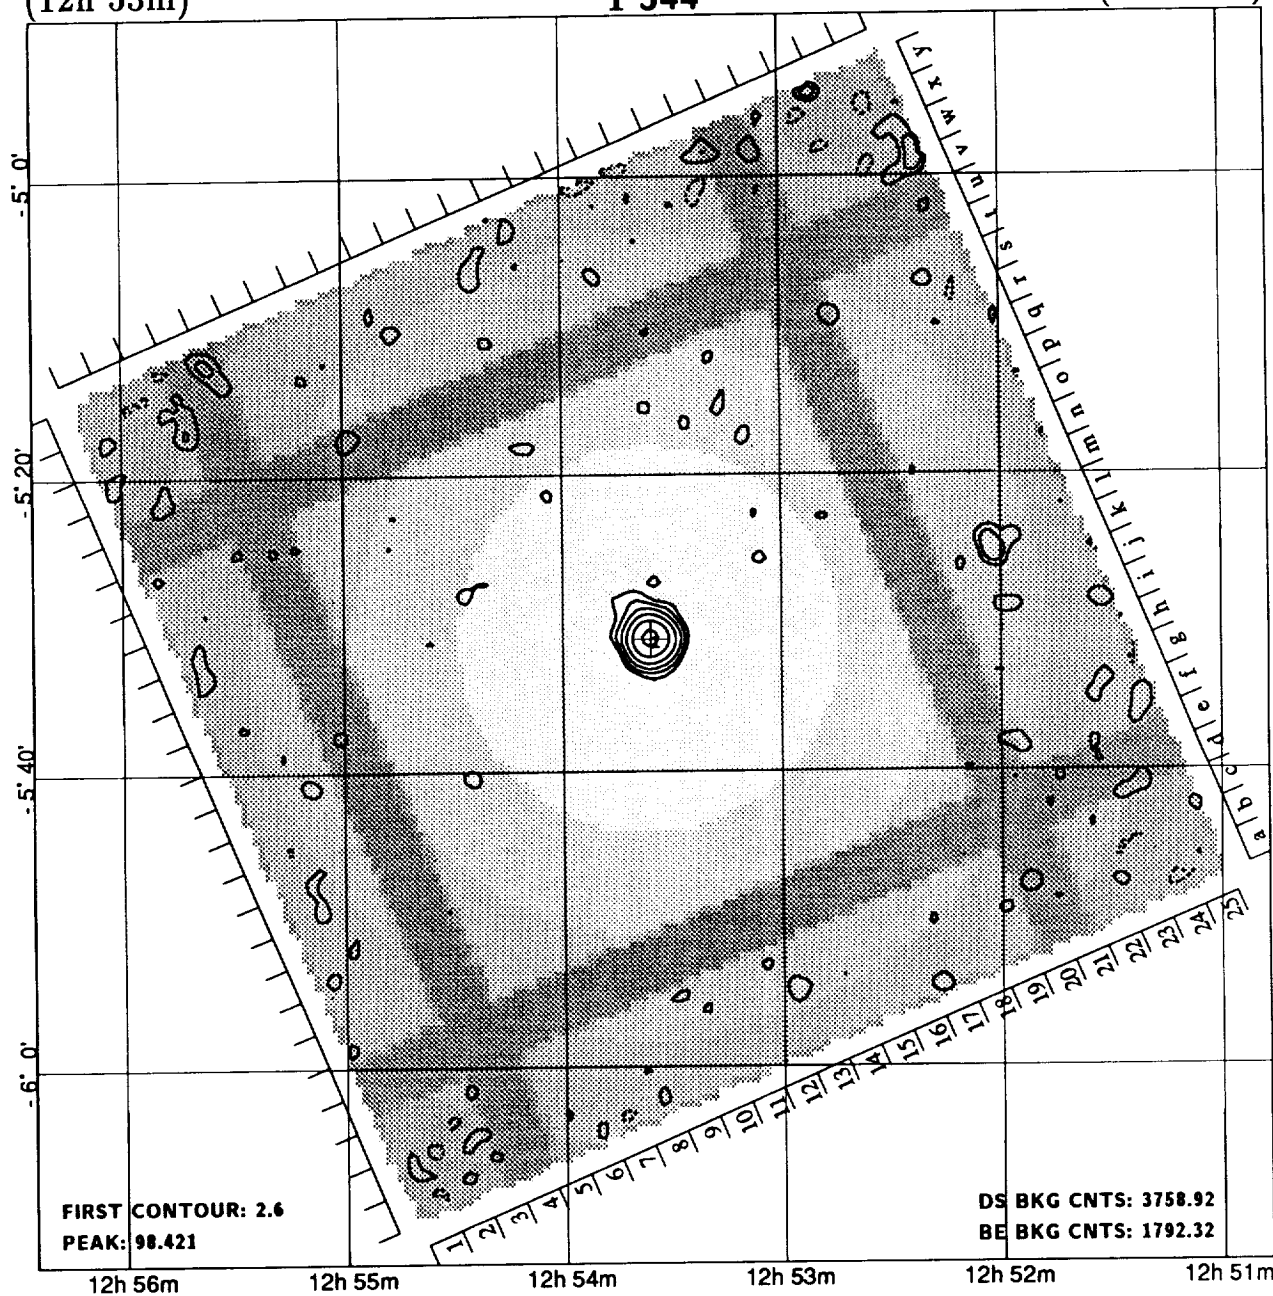 (12h 53m)
- 5° 0'
- 5° 20'
- 5° 40'
- 6° 0'
y
x
w
v
u
t
s
r
q
p
o
n
m
l
k
j
i
h
g
f
e
d
c
b
a
1 2 3 4 5 6 7 8 9 10 11 12 13 14 15 16 17 18 19 20 21 22 23 24 25
FIRST CONTOUR: 2.6
PEAK: 98.421
DS BKG CNTS: 3758.92
BE BKG CNTS: 1792.32
12h 56m 12h 55m 12h 54m 12h 53m 12h 52m 12h 51m